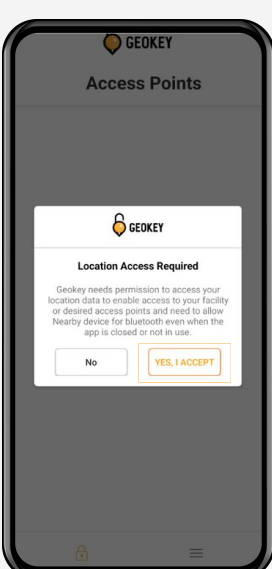 GEOKEY
Access Points
GEOKEY
Location Access Required
Geokey needs permission to access your
location data to enable access to your facility
or desired access points and need to allow
Nearby device for bluetooth even when the
app is closed or not in use.
No
YES, I ACCEPT